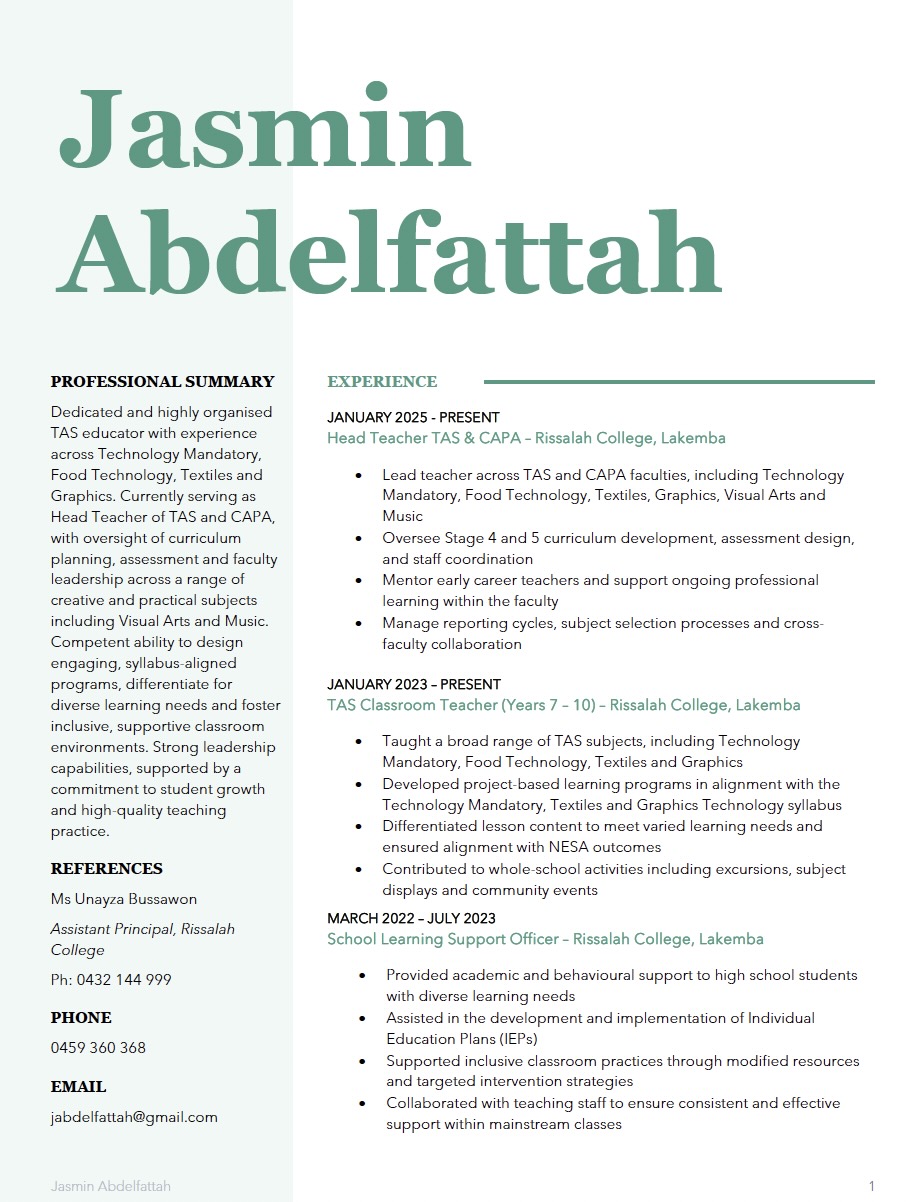 Jasmin
Abdelfattah
PROFESSIONAL SUMMARY
Dedicated and highly organised
TAS educator with experience
across Technology Mandatory,
Food Technology, Textiles and
Graphics. Currently serving as
Head Teacher of TAS and CAPA,
with oversight of curriculum
planning, assessment and faculty
leadership across a range of
creative and practical subjects
including Visual Arts and Music.
Competent ability to design
engaging, syllabus-aligned
programs, differentiate for
diverse learning needs and foster
inclusive, supportive classroom
environments. Strong leadership
capabilities, supported by a
commitment to student growth
and high-quality teaching
practice.
REFERENCES
Ms Unayza Bussawon
Assistant Principal, Rissalah
College
Ph: 0432 144 999
PHONE
0459 360 368
EMAIL
jabdelfattah@gmail.com
EXPERIENCE
JANUARY 2025 - PRESENT
Head Teacher TAS & CAPA – Rissalah College, Lakemba
• Lead teacher across TAS and CAPA faculties, including Technology
Mandatory, Food Technology, Textiles, Graphics, Visual Arts and
Music
• Oversee Stage 4 and 5 curriculum development, assessment design,
and staff coordination
• Mentor early career teachers and support ongoing professional
learning within the faculty
• Manage reporting cycles, subject selection processes and cross-
faculty collaboration
JANUARY 2023 – PRESENT
TAS Classroom Teacher (Years 7 – 10) – Rissalah College, Lakemba
• Taught a broad range of TAS subjects, including Technology
Mandatory, Food Technology, Textiles and Graphics
• Developed project-based learning programs in alignment with the
Technology Mandatory, Textiles and Graphics Technology syllabus
• Differentiated lesson content to meet varied learning needs and
ensured alignment with NESA outcomes
• Contributed to whole-school activities including excursions, subject
displays and community events
MARCH 2022 – JULY 2023
School Learning Support Officer – Rissalah College, Lakemba
• Provided academic and behavioural support to high school students
with diverse learning needs
• Assisted in the development and implementation of Individual
Education Plans (IEPs)
• Supported inclusive classroom practices through modified resources
and targeted intervention strategies
• Collaborated with teaching staff to ensure consistent and effective
support within mainstream classes
Jasmin Abdelfattah
1